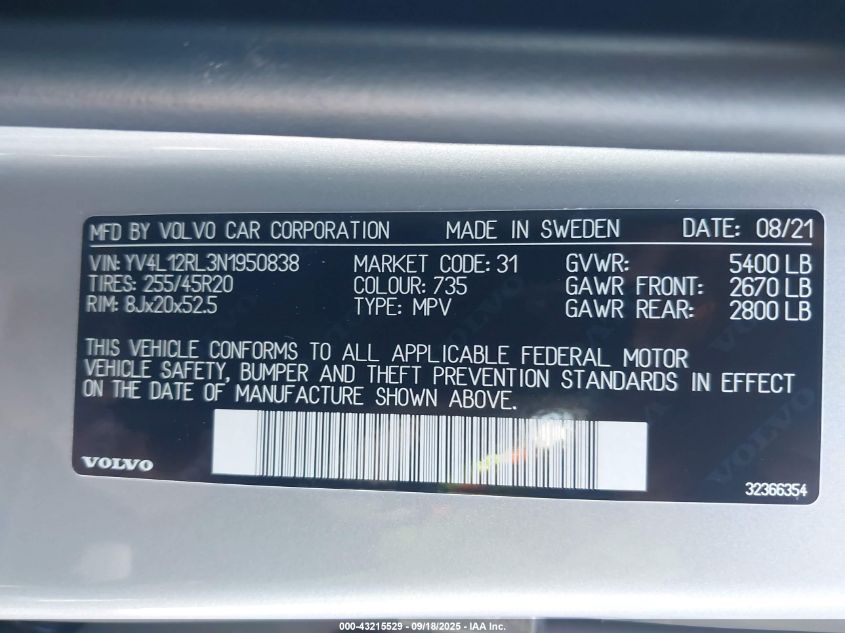 MFD BY VOLVO CAR CORPORATION MADE IN SWEDEN DATE: 08/21
VIN: YV4L12RL3N1950838 MARKET CODE: 31 GVWR: 5400 LB
TIRES: 255/45R20 COLOUR: 735 GAWR FRONT: 2670 LB
RIM: 8Jx20x52.5 TYPE: MPV GAWR REAR: 2800 LB
THIS VEHICLE CONFORMS TO ALL APPLICABLE FEDERAL MOTOR
VEHICLE SAFETY, BUMPER AND THEFT PREVENTION STANDARDS IN EFFECT
ON THE DATE OF MANUFACTURE SHOWN ABOVE.
VOLVO
32366354
000-43215529 - 09/18/2025 - IAA Inc.